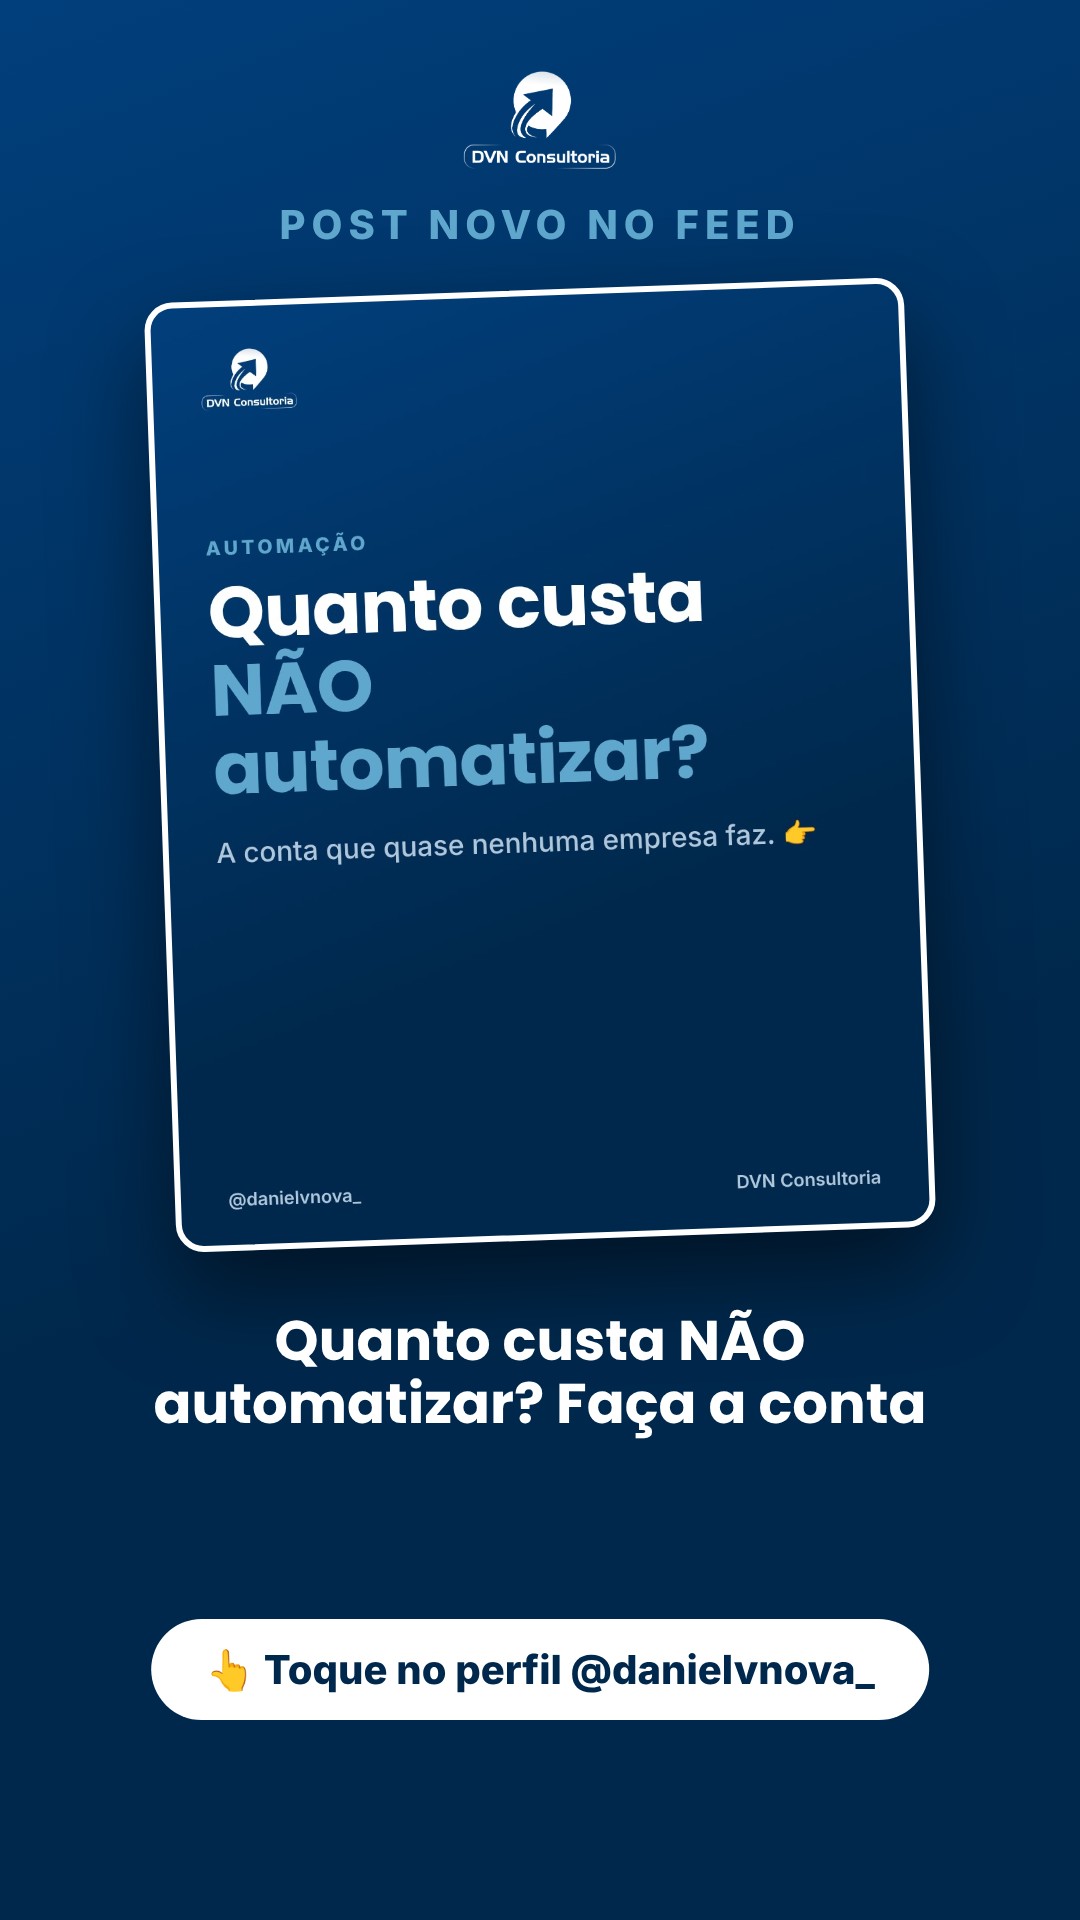 DVN Consultoria
POST NOVO NO FEED
DVN Consultoria
AUTOMAÇÃO
Quanto custa
NÃO
automatizar?
A conta que quase nenhuma empresa faz. 👉
@danielvnova_
DVN Consultoria
Quanto custa NÃO
automatizar? Faça a conta
👆 Toque no perfil @danielvnova_